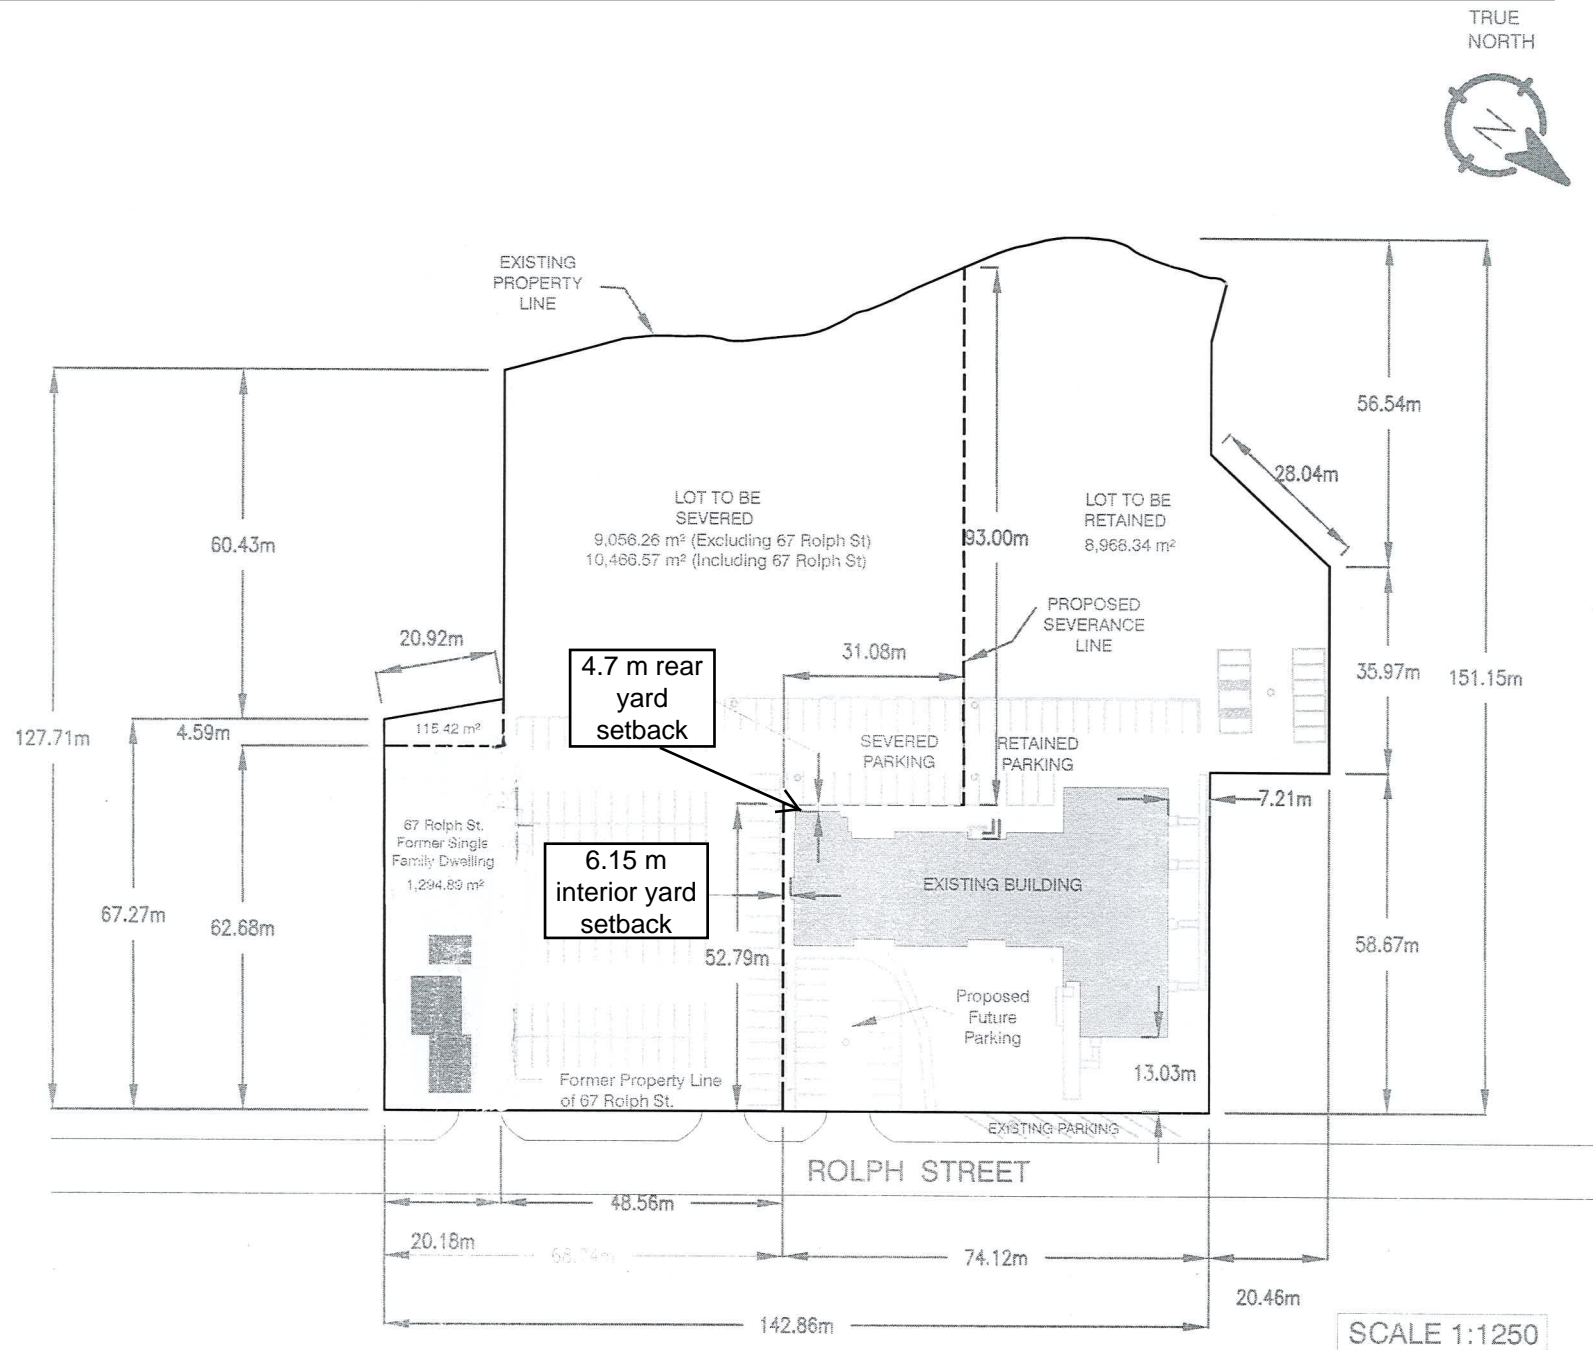 TRUE
NORTH
N
EXISTING
PROPERTY
LINE
56.54m
28.04m
LOT TO BE
SEVERED
9,056.26 m² (Excluding 67 Rolph St)
10,466.57 m² (Including 67 Rolph St)
LOT TO BE
RETAINED
8,966.34 m²
93.00m
60.43m
PROPOSED
SEVERANCE
LINE
20.92m
31.08m
4.7 m rear
yard
setback
35.97m
151.15m
127.71m
4.59m
115.42 m²
SEVERED
PARKING
RETAINED
PARKING
7.21m
67 Rolph St.
Former Single
Family Dwelling
1,294.89 m²
6.15 m
interior yard
setback
EXISTING BUILDING
67.27m
62.68m
52.79m
58.67m
Proposed
Future
Parking
13.03m
Former Property Line
of 67 Rolph St.
EXISTING PARKING
ROLPH STREET
48.56m
20.18m
68.74m
74.12m
20.46m
142.86m
SCALE 1:1250